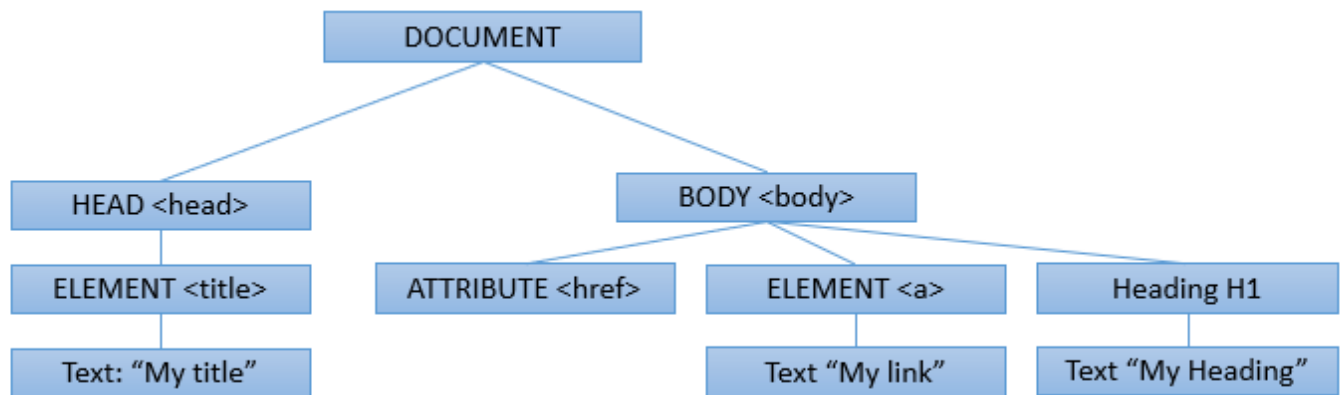 DOCUMENT
HEAD <head>
BODY <body>
ELEMENT <title>
ATTRIBUTE <href>
ELEMENT <a>
Heading H1
Text: “My title”
Text “My link”
Text “My Heading”